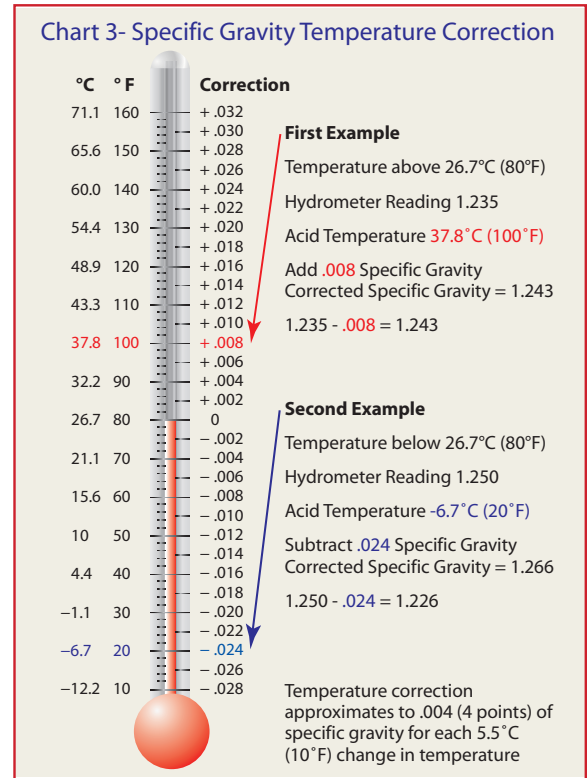 Chart 3- Specific Gravity Temperature Correction
°C ° F Correction
71.1 160 + .032
+ .030
65.6 150 + .028
+ .026
60.0 140 + .024
+ .022
54.4 130 + .020
+ .018
48.9 120 + .016
+ .014
43.3 110 + .012
+ .010
37.8 100 + .008
+ .006
32.2 90 + .004
+ .002
26.7 80 0
− .002
21.1 70 − .004
− .006
15.6 60 − .008
− .010
10 50 − .012
− .014
4.4 40 − .016
− .018
−1.1 30 − .020
− .022
−6.7 20 − .024
− .026
−12.2 10 − .028
First Example
Temperature above 26.7°C (80°F)
Hydrometer Reading 1.235
Acid Temperature 37.8˚C (100˚F)
Add .008 Specific Gravity
Corrected Specific Gravity = 1.243
1.235 - .008 = 1.243
Second Example
Temperature below 26.7°C (80°F)
Hydrometer Reading 1.250
Acid Temperature -6.7˚C (20˚F)
Subtract .024 Specific Gravity
Corrected Specific Gravity = 1.266
1.250 - .024 = 1.226
Temperature correction
approximates to .004 (4 points) of
specific gravity for each 5.5˚C
(10˚F) change in temperature